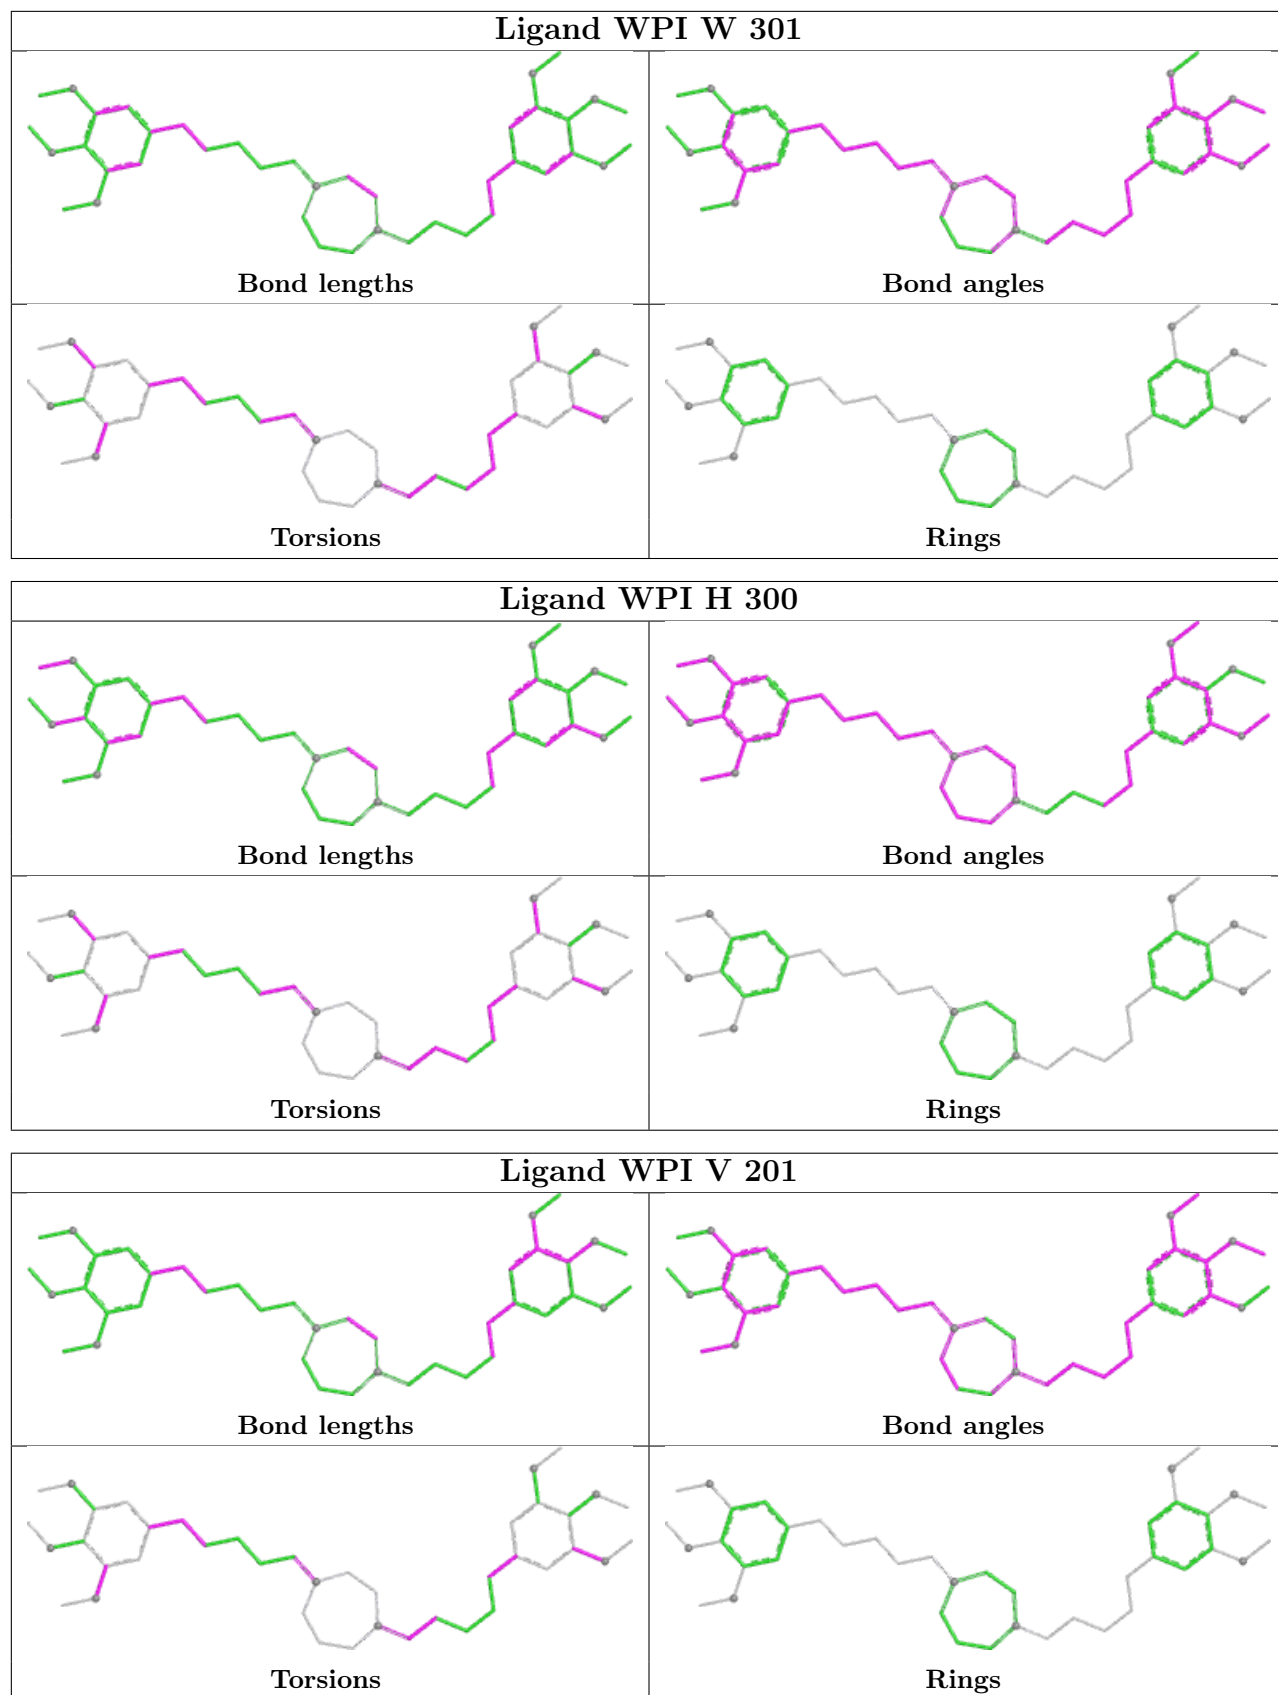 Ligand WPI W 301
Bond lengths
Bond angles
Torsions
Rings
Ligand WPI H 300
Bond lengths
Bond angles
Torsions
Rings
Ligand WPI V 201
Bond lengths
Bond angles
Torsions
Rings